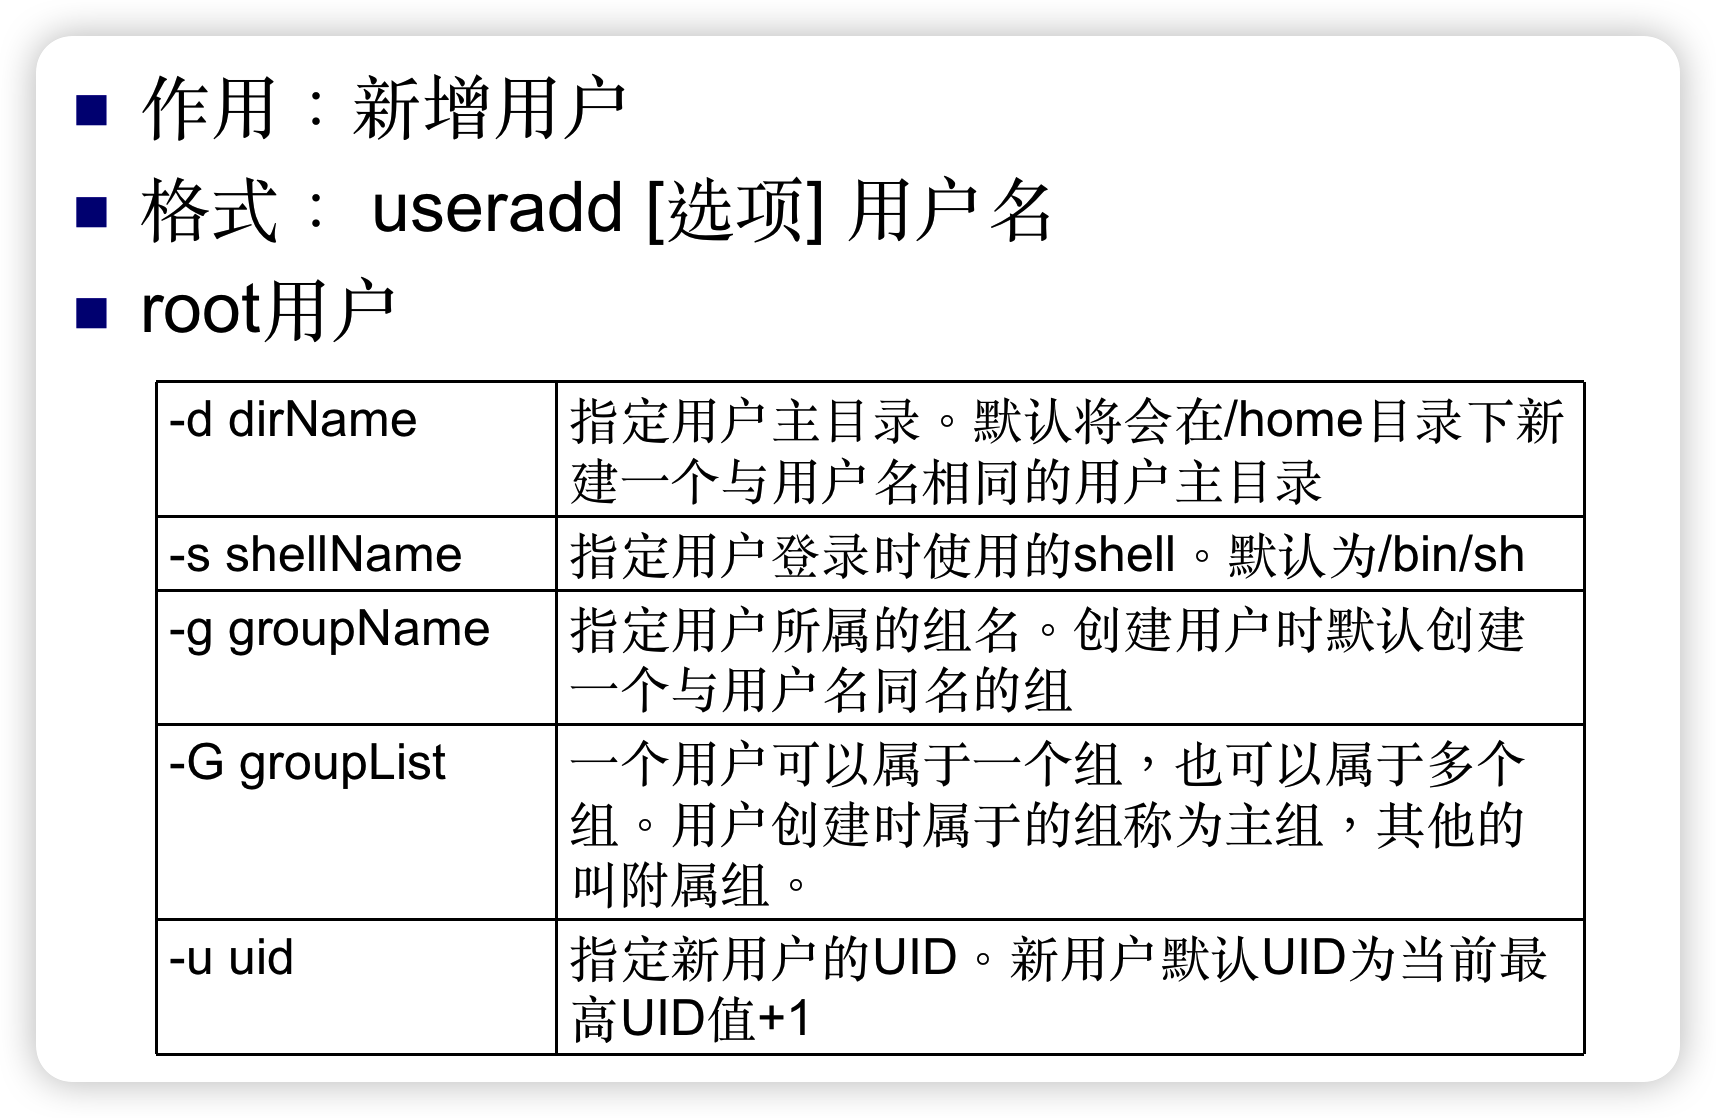 作用：新增用户
格式： useradd [选项] 用户名
root用户
-d dirName
指定用户主目录。默认将会在/home目录下新
建一个与用户名相同的用户主目录
-s shellName
指定用户登录时使用的shell。默认为/bin/sh
-g groupName
指定用户所属的组名。创建用户时默认创建
一个与用户名同名的组
-G groupList
一个用户可以属于一个组，也可以属于多个
组。用户创建时属于的组称为主组，其他的
叫附属组。
-u uid
指定新用户的UID。新用户默认UID为当前最
高UID值+1